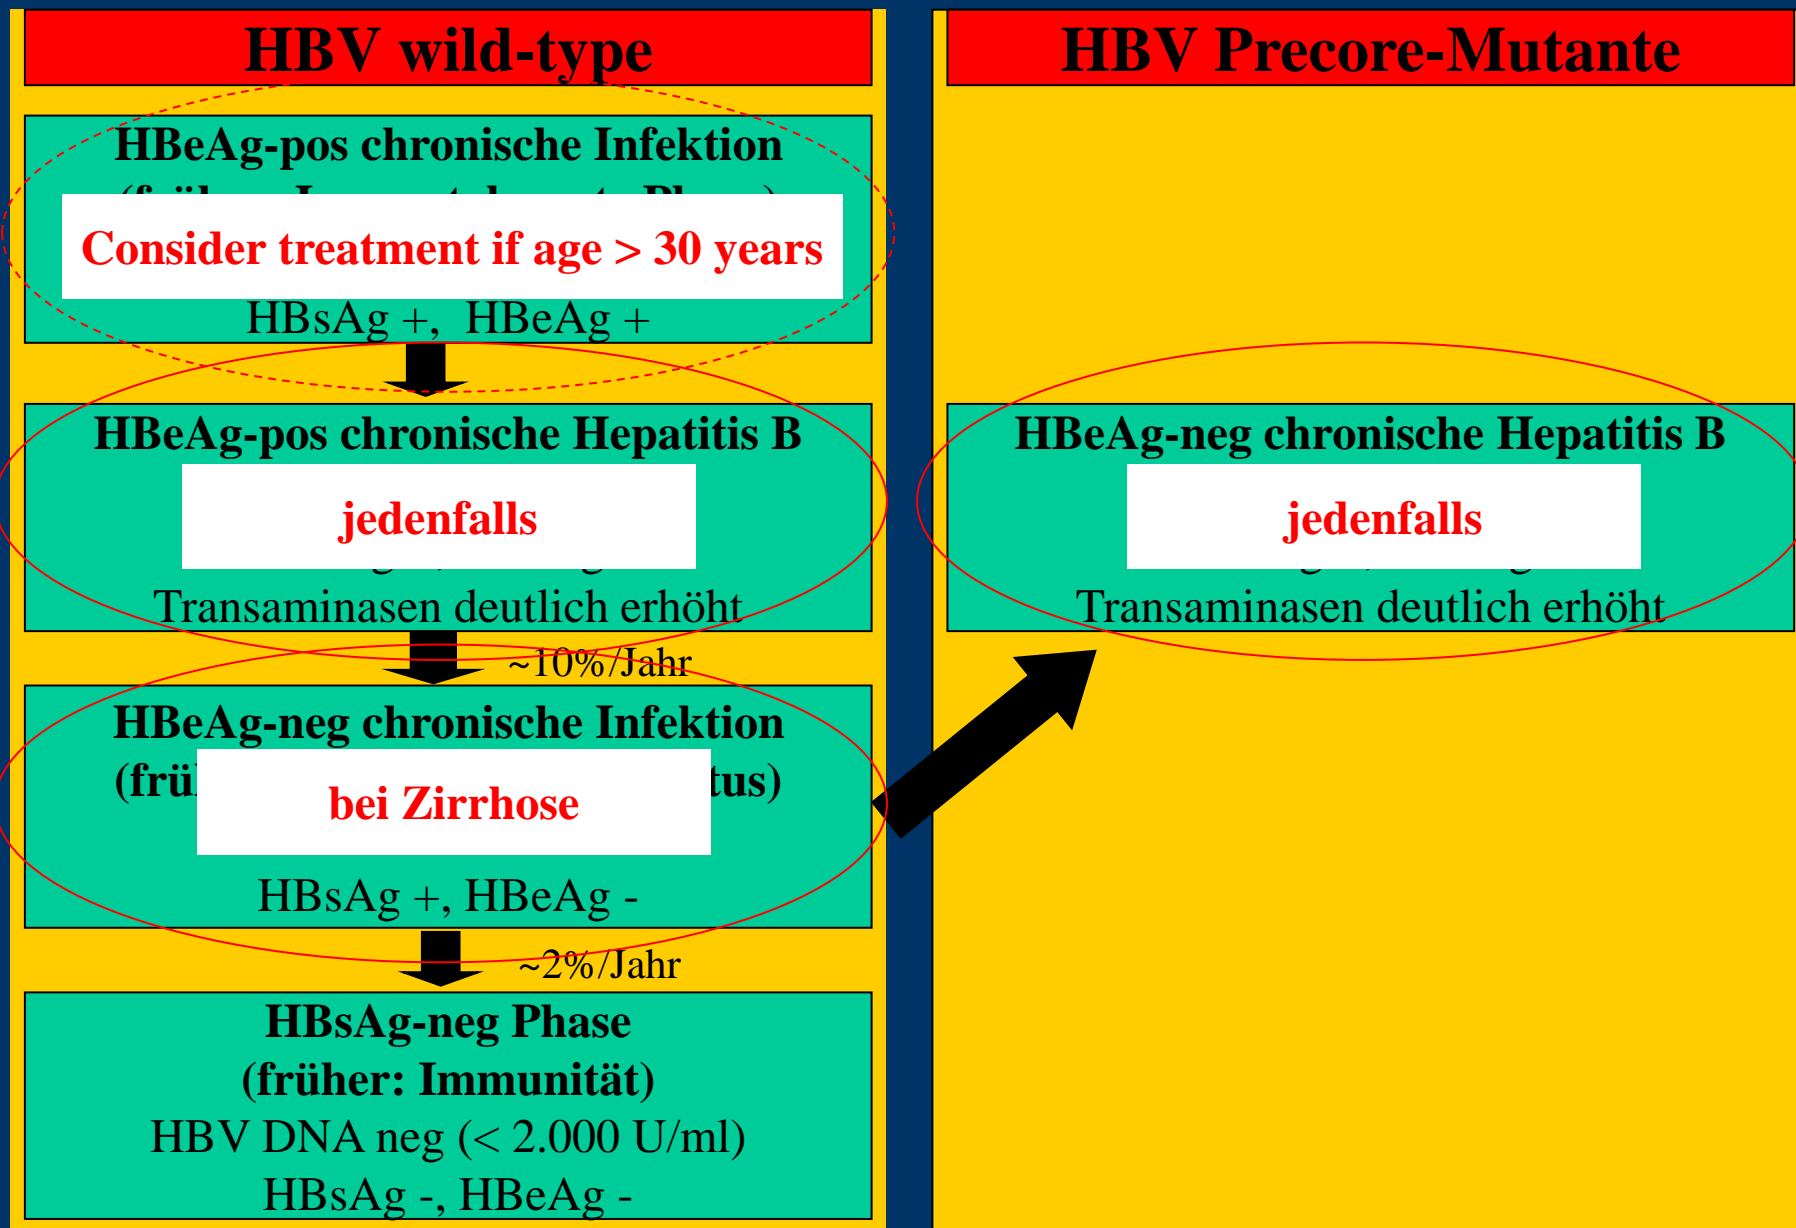 HBV wild-type
HBeAg-pos chronische Infektion
Consider treatment if age > 30 years
HBsAg +, HBeAg +
HBeAg-pos chronische Hepatitis B
jedenfalls
Transaminasen deutlich erhöht
~10%/Jahr
HBeAg-neg chronische Infektion
bei Zirrhose
HBsAg +, HBeAg -
~2%/Jahr
HBsAg-neg Phase
(früher: Immunität)
HBV DNA neg (< 2.000 U/ml)
HBsAg -, HBeAg -
HBV Precore-Mutante
HBeAg-neg chronische Hepatitis B
jedenfalls
Transaminasen deutlich erhöht